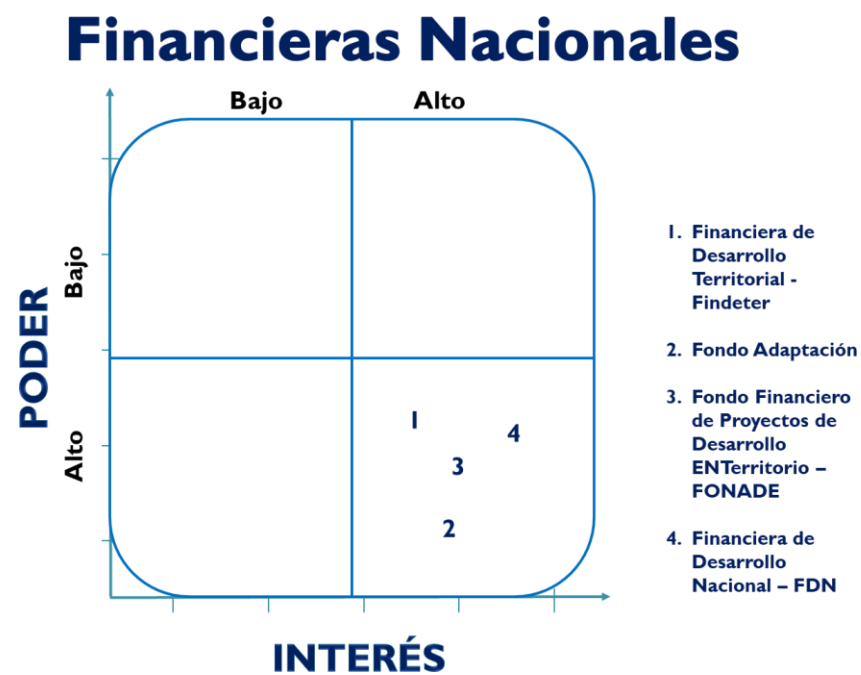 Financieras Nacionales
Bajo
Alto
PODER
Bajo
Alto
1
4
3
2
INTERÉS
1. Financiera de
Desarrollo
Territorial -
Findeter
2. Fondo Adaptación
3. Fondo Financiero
de Proyectos de
Desarrollo
ENTerritorio –
FONADE
4. Financiera de
Desarrollo
Nacional – FDN